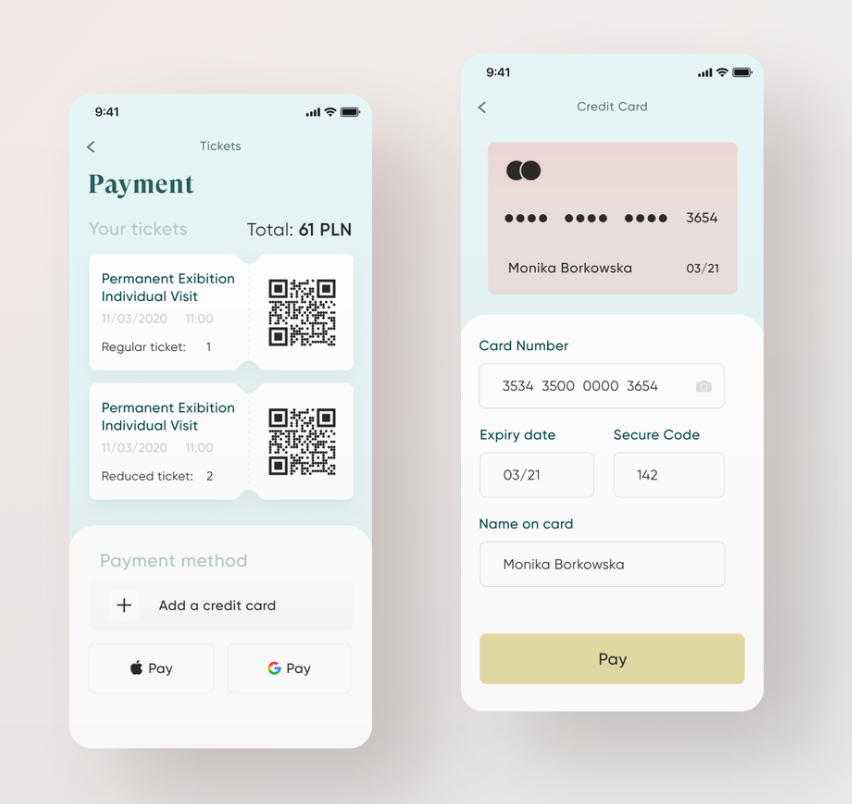 9:41
Tickets
Payment
Your tickets Total: 61 PLN
Permanent Exibition
Individual Visit
11/03/2020 11:00
Regular ticket: 1
Permanent Exibition
Individual Visit
11/03/2020 11:00
Reduced ticket: 2
Payment method
+ Add a credit card
Pay
G Pay
9:41
Credit Card
•••• •••• •••• 3654
Monika Borkowska 03/21
Card Number
3534 3500 0000 3654
Expiry date Secure Code
03/21 142
Name on card
Monika Borkowska
Pay